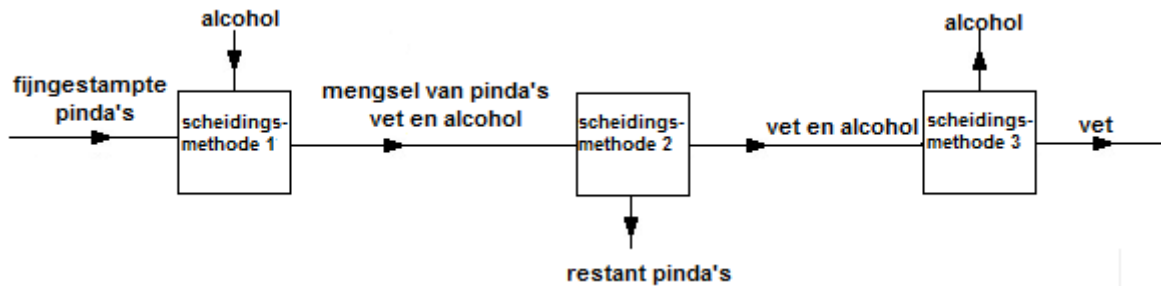 alcohol
fijngestampte
pinda's
scheidings-
methode 1
mengsel van pinda's
vet en alcohol
scheidings-
methode 2
restant pinda's
vet en alcohol
alcohol
scheidings-
methode 3
vet